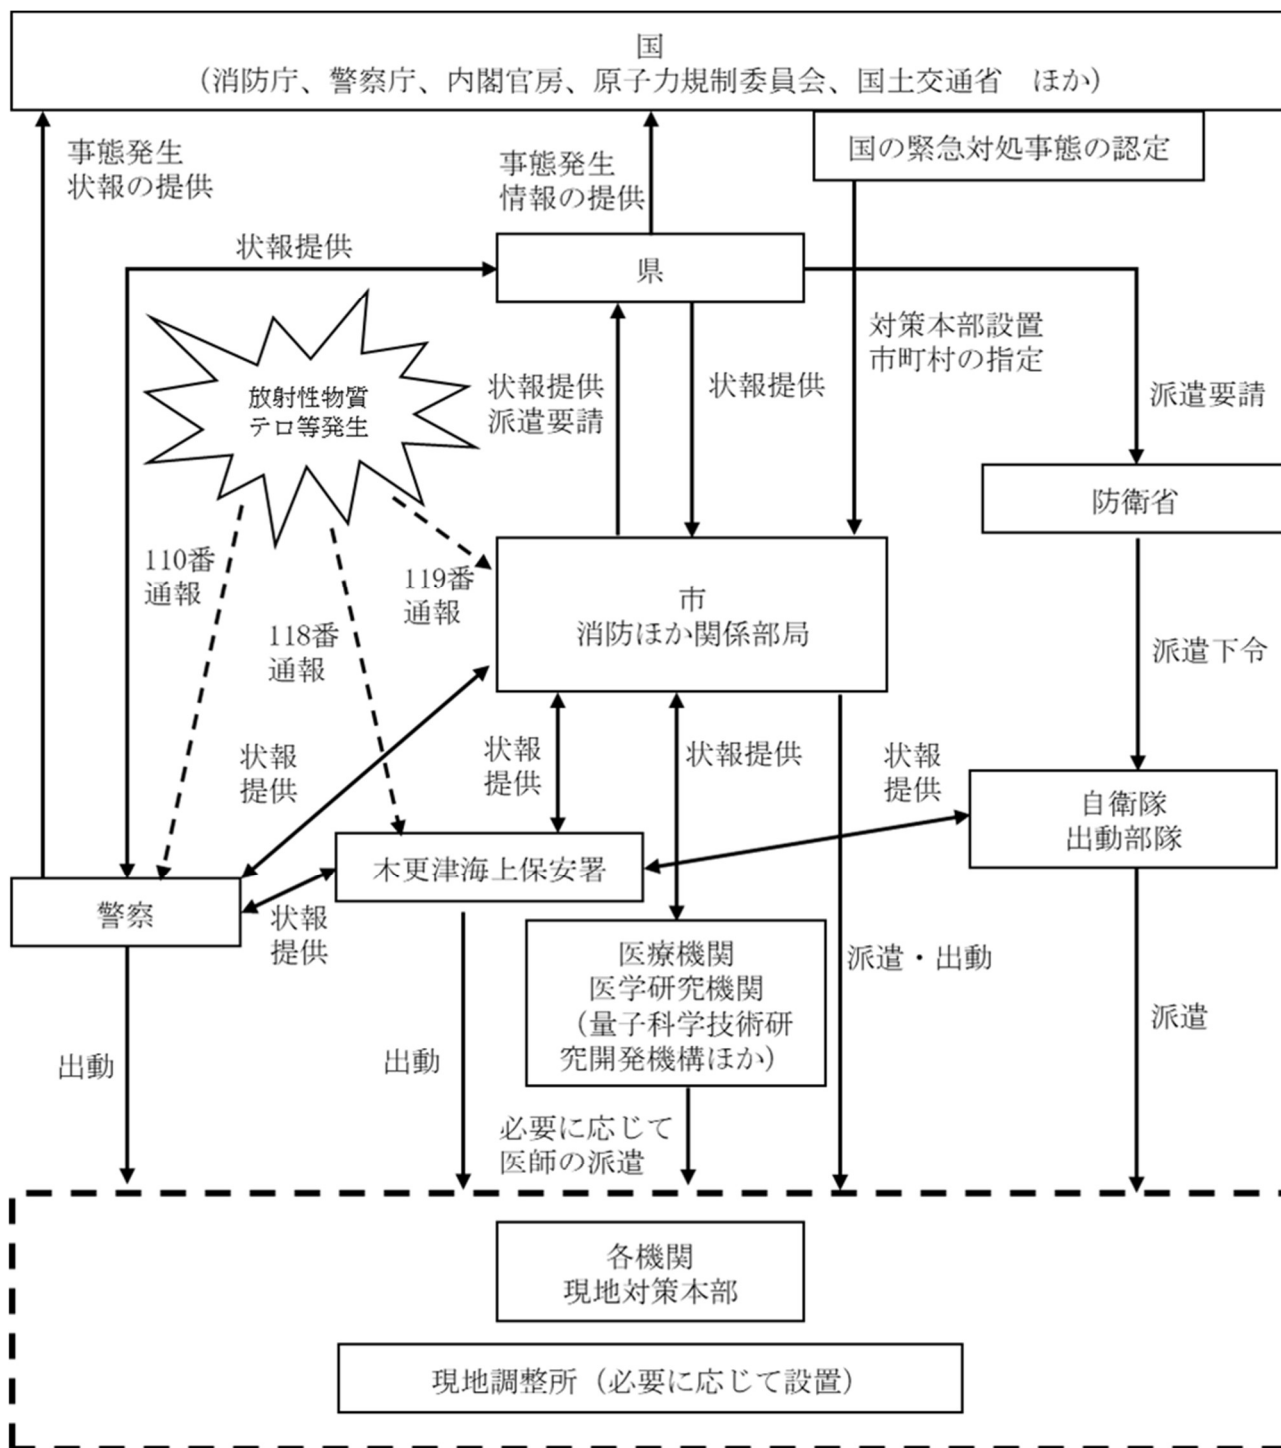 国
（消防庁、警察庁、内閣官房、原子力規制委員会、国土交通省　ほか）
事態発生
状報の提供
事態発生
情報の提供
国の緊急対処事態の認定
状報提供
県
対策本部設置
市町村の指定
放射性物質
テロ等発生
状報提供
派遣要請
状報提供
派遣要請
防衛省
110番
通報
119番
通報
118番
通報
市
消防ほか関係部局
派遣下令
状報
提供
状報
提供
状報提供
状報
提供
自衛隊
出動部隊
木更津海上保安署
警察
状報
提供
医療機関
医学研究機関
（量子科学技術研
究開発機構ほか）
派遣・出動
派遣
出動
出動
必要に応じて
医師の派遣
各機関
現地対策本部
現地調整所（必要に応じて設置）